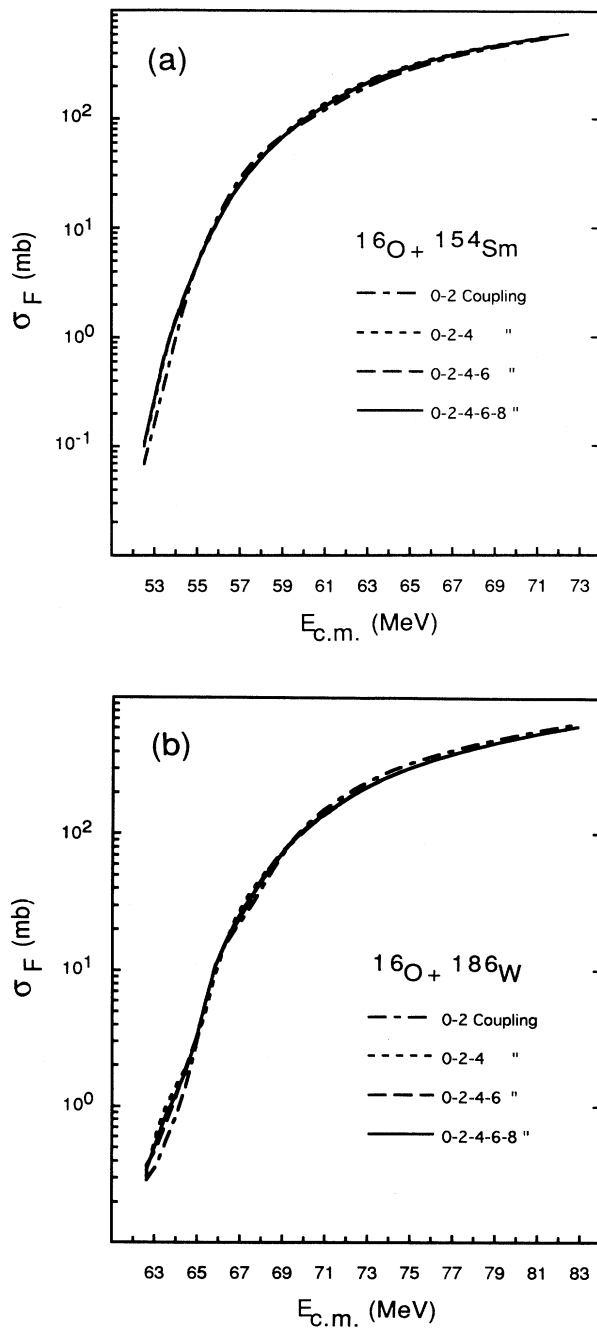 (a)
10²
10¹
10⁰
10⁻¹
σF (mb)
¹⁶O + ¹⁵⁴Sm
0-2 Coupling
0-2-4 "
0-2-4-6 "
0-2-4-6-8 "
53 55 57 59 61 63 65 67 69 71 73
Ec.m. (MeV)
(b)
10²
10¹
10⁰
σF (mb)
¹⁶O + ¹⁸⁶W
0-2 Coupling
0-2-4 "
0-2-4-6 "
0-2-4-6-8 "
63 65 67 69 71 73 75 77 79 81 83
Ec.m. (MeV)